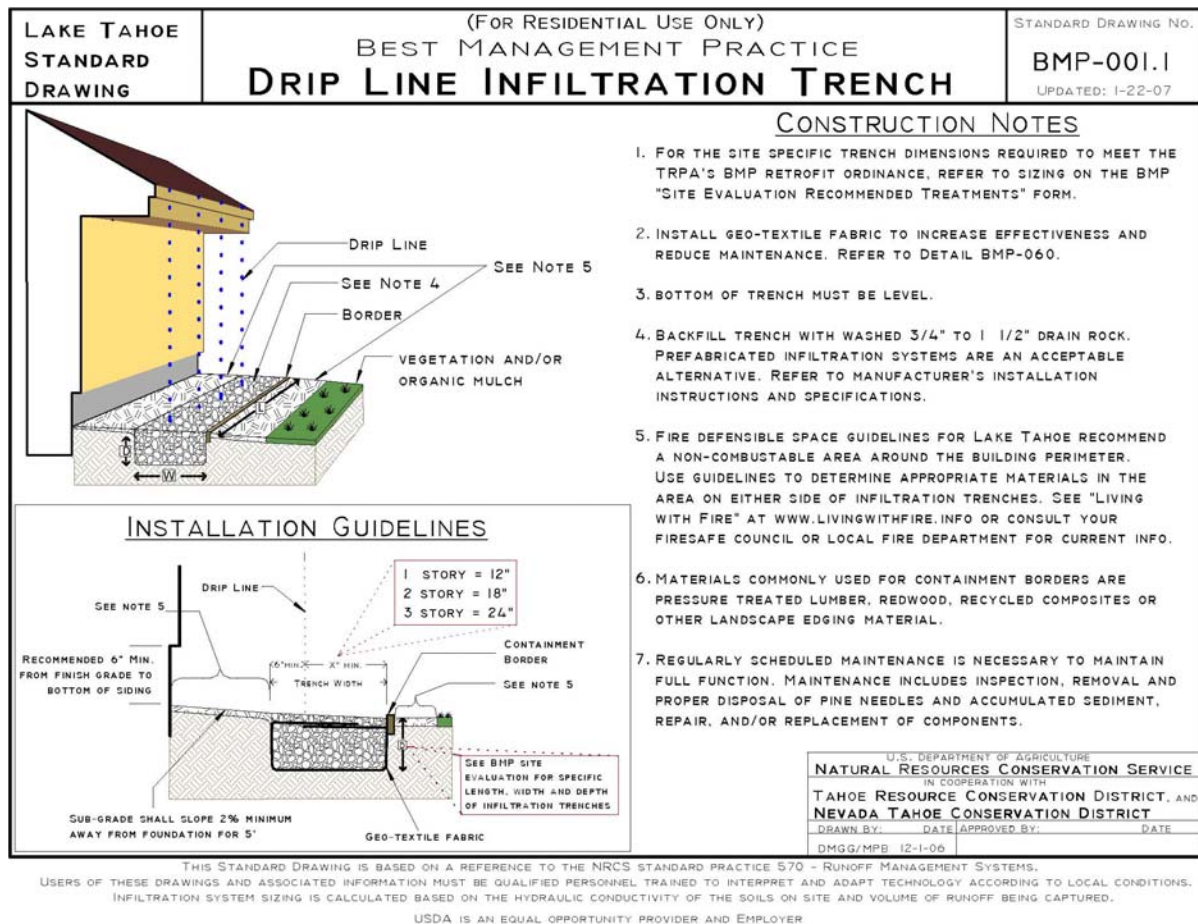 Lake Tahoe
Standard
Drawing
(For Residential Use Only)
Best Management Practice
Drip Line Infiltration Trench
Standard Drawing No.
BMP-001.1
Updated: 1-22-07
Drip Line
See Note 5
See Note 4
Border
vegetation and/or
organic mulch
L
D
W
Construction Notes
1. For the site specific trench dimensions required to meet the
TRPA's BMP retrofit ordinance, refer to sizing on the BMP
"Site Evaluation Recommended Treatments" form.
2. Install geo-textile fabric to increase effectiveness and
reduce maintenance. Refer to Detail BMP-060.
3. bottom of trench must be level.
4. Backfill trench with washed 3/4" to 1 1/2" drain rock.
Prefabricated infiltration systems are an acceptable
alternative. Refer to manufacturer's installation
instructions and specifications.
5. Fire defensible space guidelines for Lake Tahoe recommend
a non-combustable area around the building perimeter.
Use guidelines to determine appropriate materials in the
area on either side of infiltration trenches. See "Living
with Fire" at www.livingwithfire.info or consult your
firesafe council or local fire department for current info.
6. Materials commonly used for containment borders are
pressure treated lumber, redwood, recycled composites or
other landscape edging material.
7. Regularly scheduled maintenance is necessary to maintain
full function. Maintenance includes inspection, removal and
proper disposal of pine needles and accumulated sediment,
repair, and/or replacement of components.
Installation Guidelines
Drip Line
1 story = 12"
2 story = 18"
3 story = 24"
See note 5
Containment
Border
Recommended 6" Min.
from finish grade to
bottom of siding
6"min.
X" min.
Trench Width
See note 5
See BMP site
evaluation for specific
length, width and depth
of infiltration trenches
Sub-grade shall slope 2% minimum
away from foundation for 5'
Geo-textile fabric
U.S. Department of Agriculture
Natural Resources Conservation Service
in cooperation with
Tahoe Resource Conservation District, and
Nevada Tahoe Conservation District
Drawn by: Date Approved by: Date
DMGG/MPB 12-1-06
This Standard Drawing is based on a reference to the NRCS standard practice 570 - Runoff Management Systems.
Users of these drawings and associated information must be qualified personnel trained to interpret and adapt technology according to local conditions.
Infiltration system sizing is calculated based on the hydraulic conductivity of the soils on site and volume of runoff being captured.
USDA is an equal opportunity provider and Employer